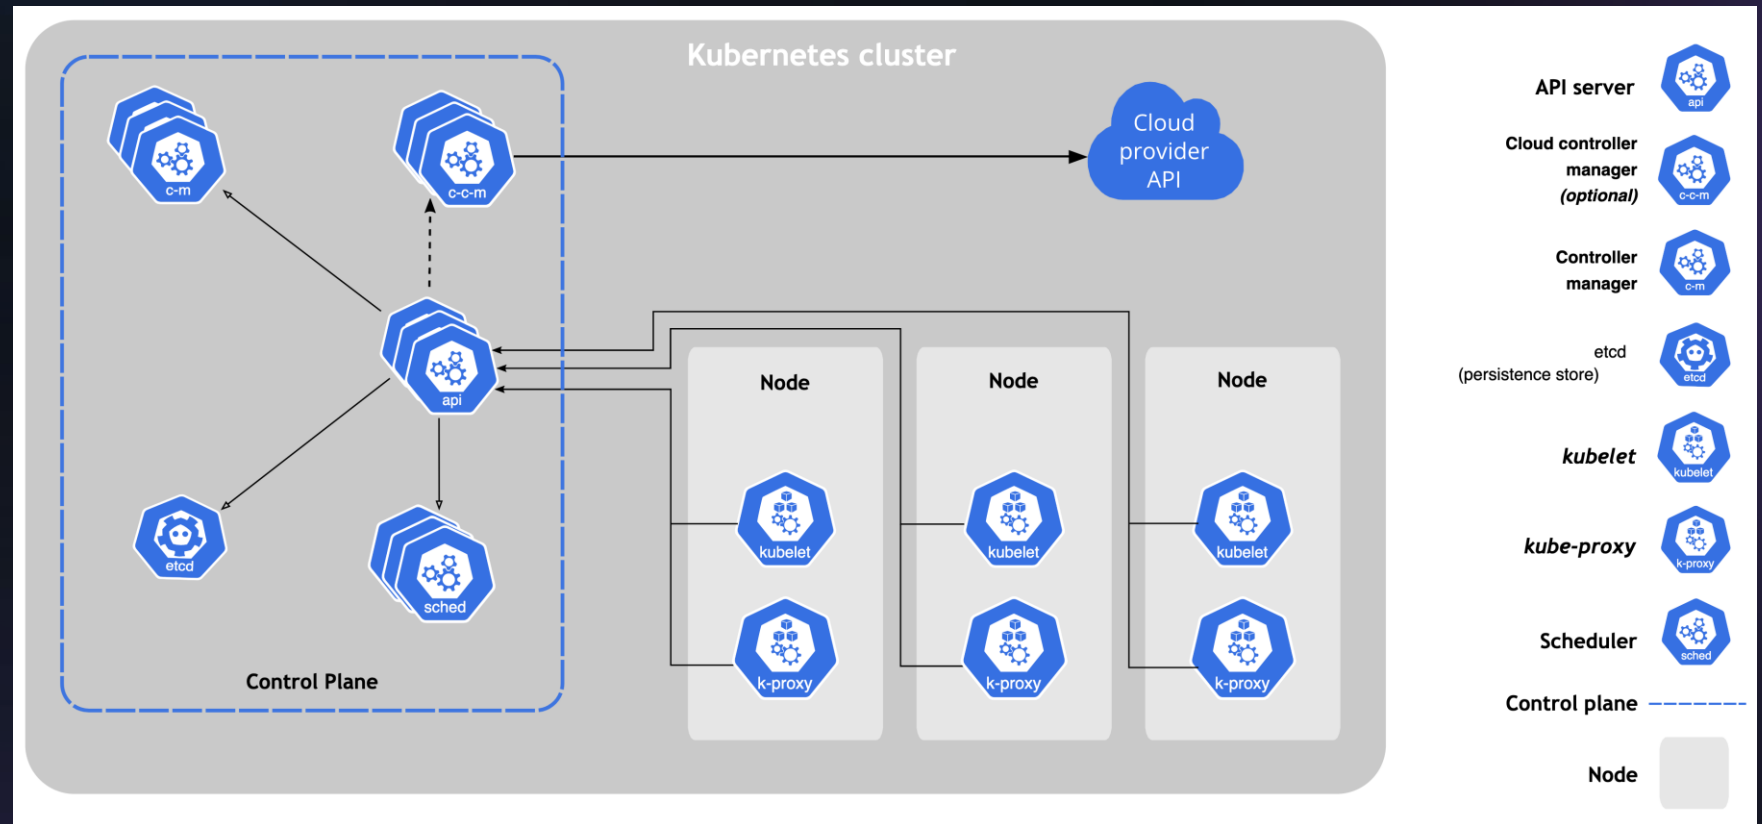 Kubernetes cluster
c-m
c-c-m
Cloud
provider
API
api
etcd
sched
Control Plane
Node
kubelet
k-proxy
Node
kubelet
k-proxy
Node
kubelet
k-proxy
API server
api
Cloud controller
manager
(optional)
c-c-m
Controller
manager
c-m
etcd
(persistence store)
etcd
kubelet
kubelet
kube-proxy
k-proxy
Scheduler
sched
Control plane
Node